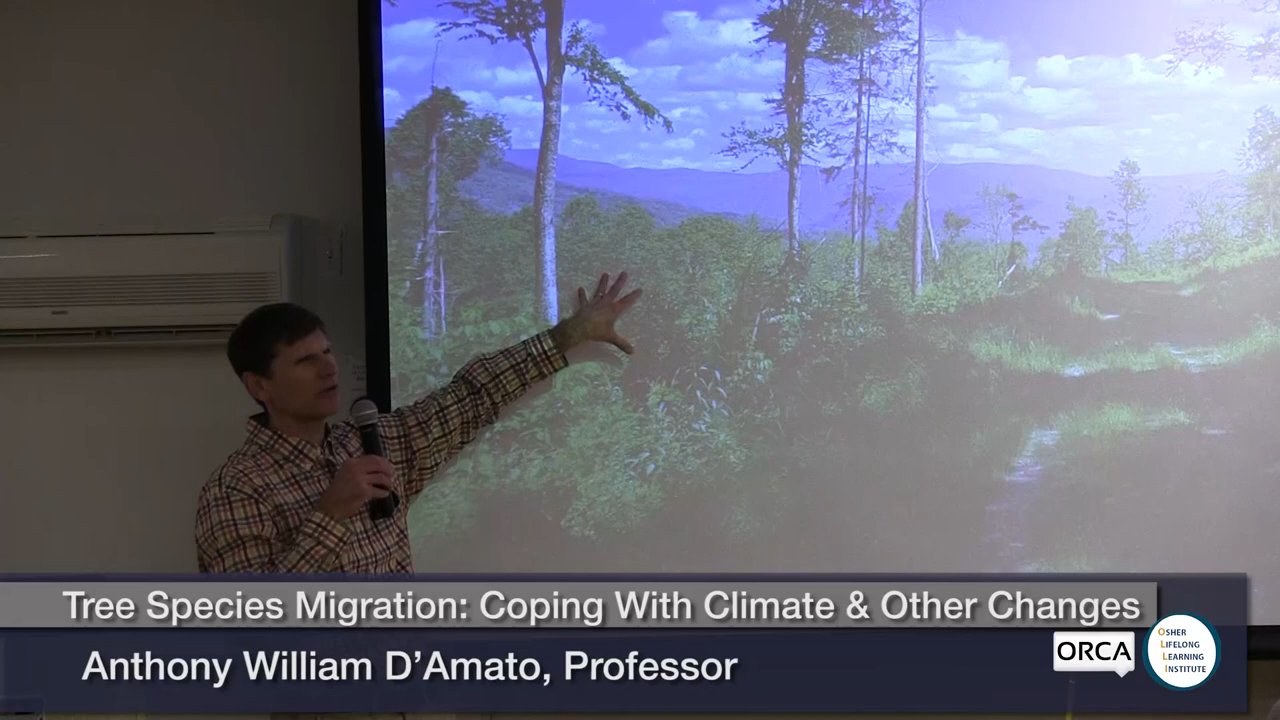 Tree Species Migration: Coping With Climate & Other Changes
Anthony William D'Amato, Professor
ORCA
OSHER
LIFELONG
LEARNING
INSTITUTE